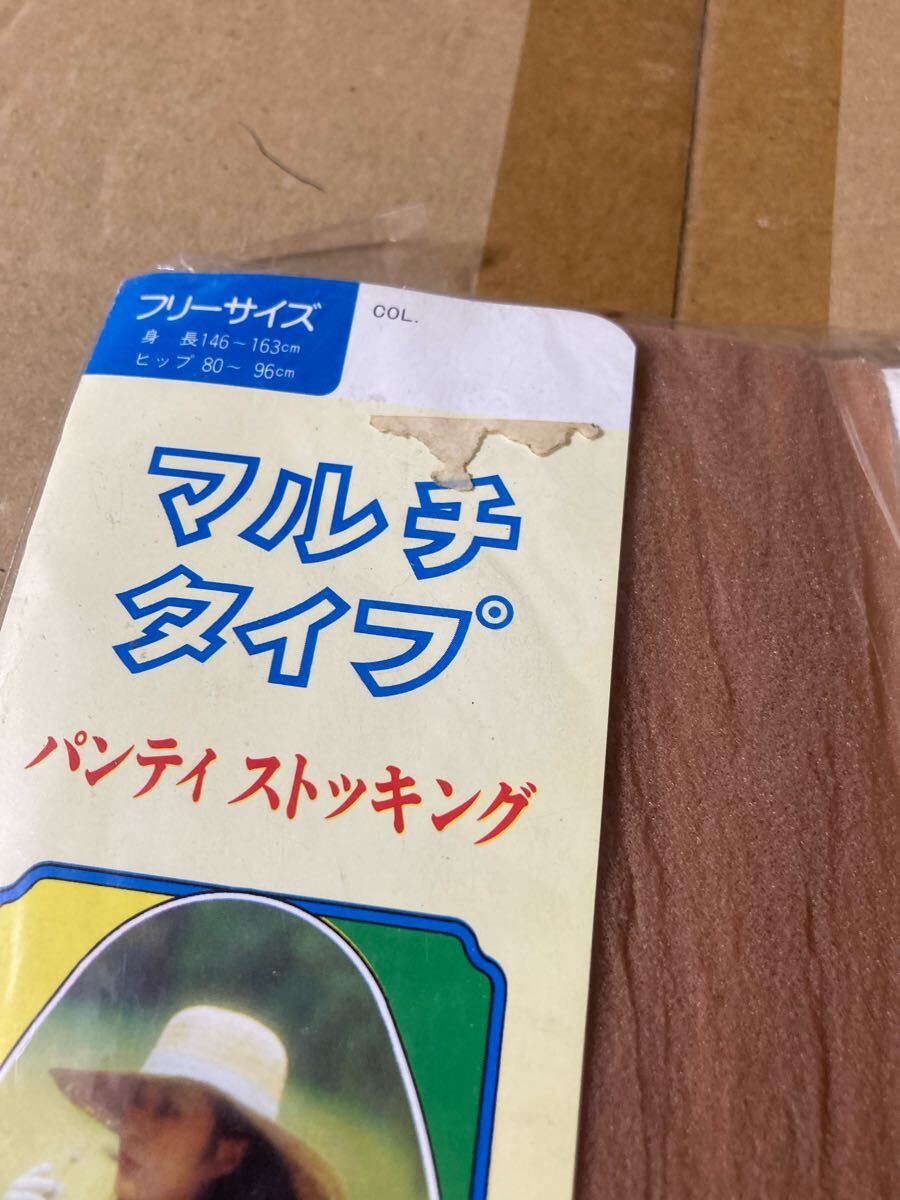 フリーサイズ
身 長146~163cm
ヒップ 80~ 96cm
COL.
マルチ
タイプ
パンティストッキング